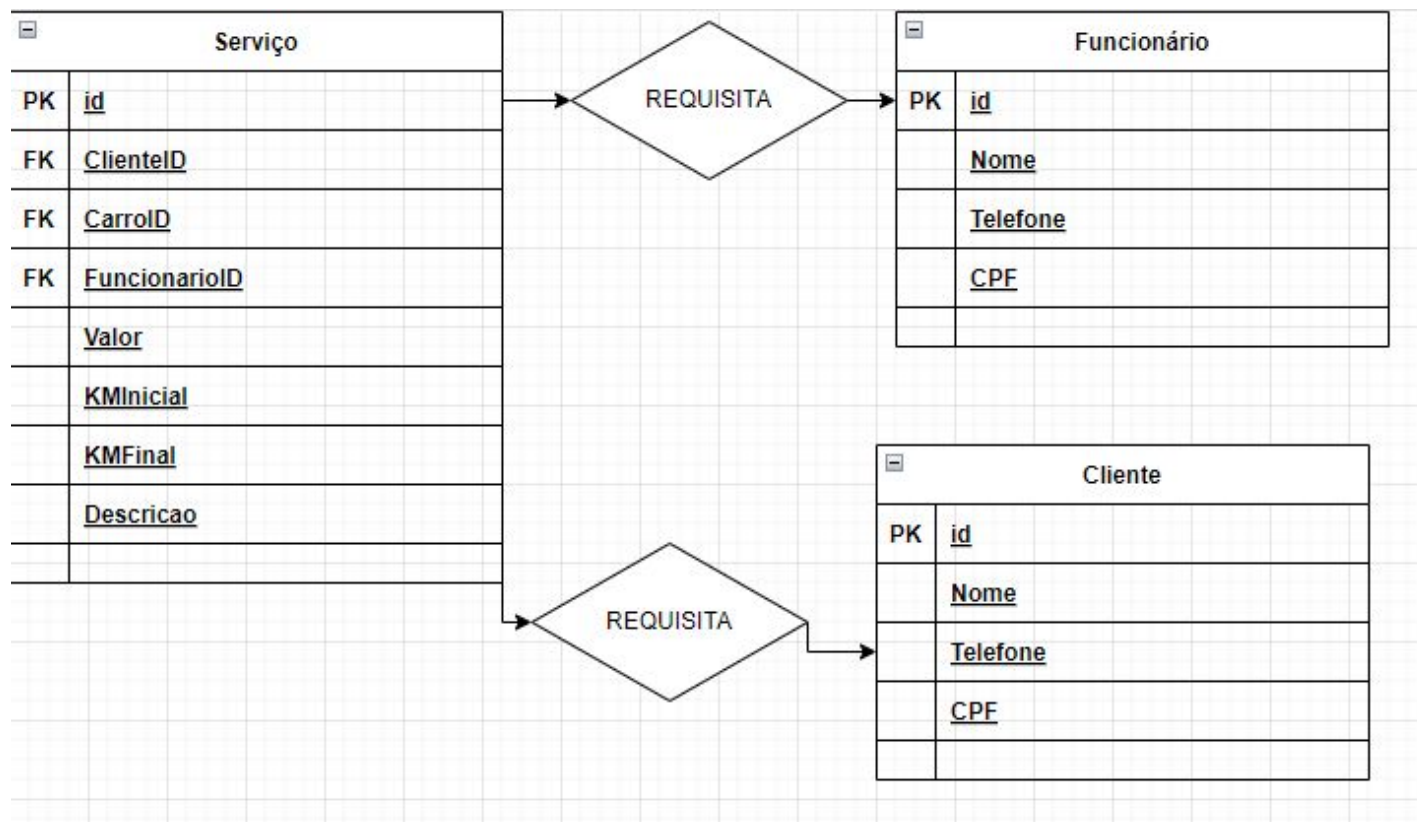 Serviço
PK id
FK ClienteID
FK CarroID
FK FuncionarioID
Valor
KMInicial
KMFinal
Descricao
REQUISITA
Funcionário
PK id
Nome
Telefone
CPF
REQUISITA
Cliente
PK id
Nome
Telefone
CPF